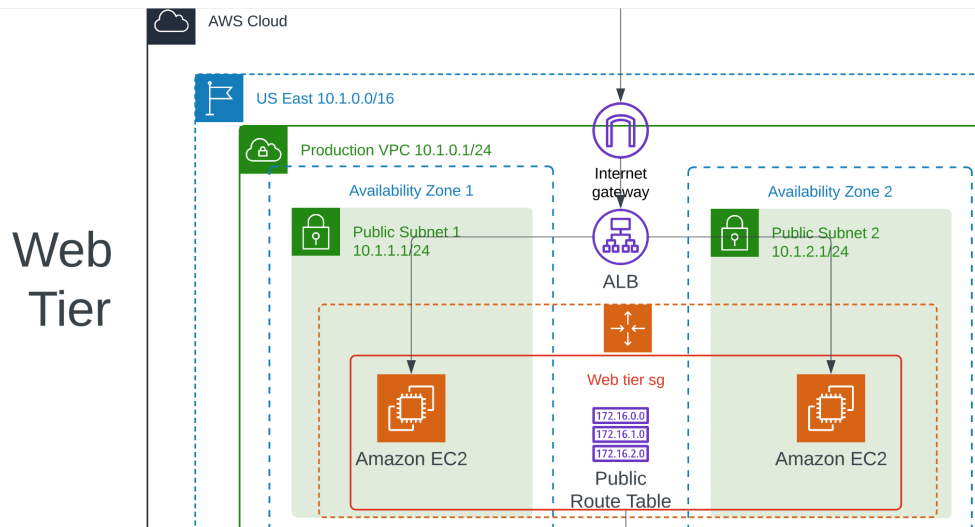 AWS Cloud
US East 10.1.0.0/16
Production VPC 10.1.0.1/24
Internet
gateway
Availability Zone 1
Availability Zone 2
Public Subnet 1
10.1.1.1/24
Public Subnet 2
10.1.2.1/24
Web
Tier
ALB
Web tier sg
172.16.0.0
172.16.1.0
172.16.2.0
Amazon EC2
Amazon EC2
Public
Route Table